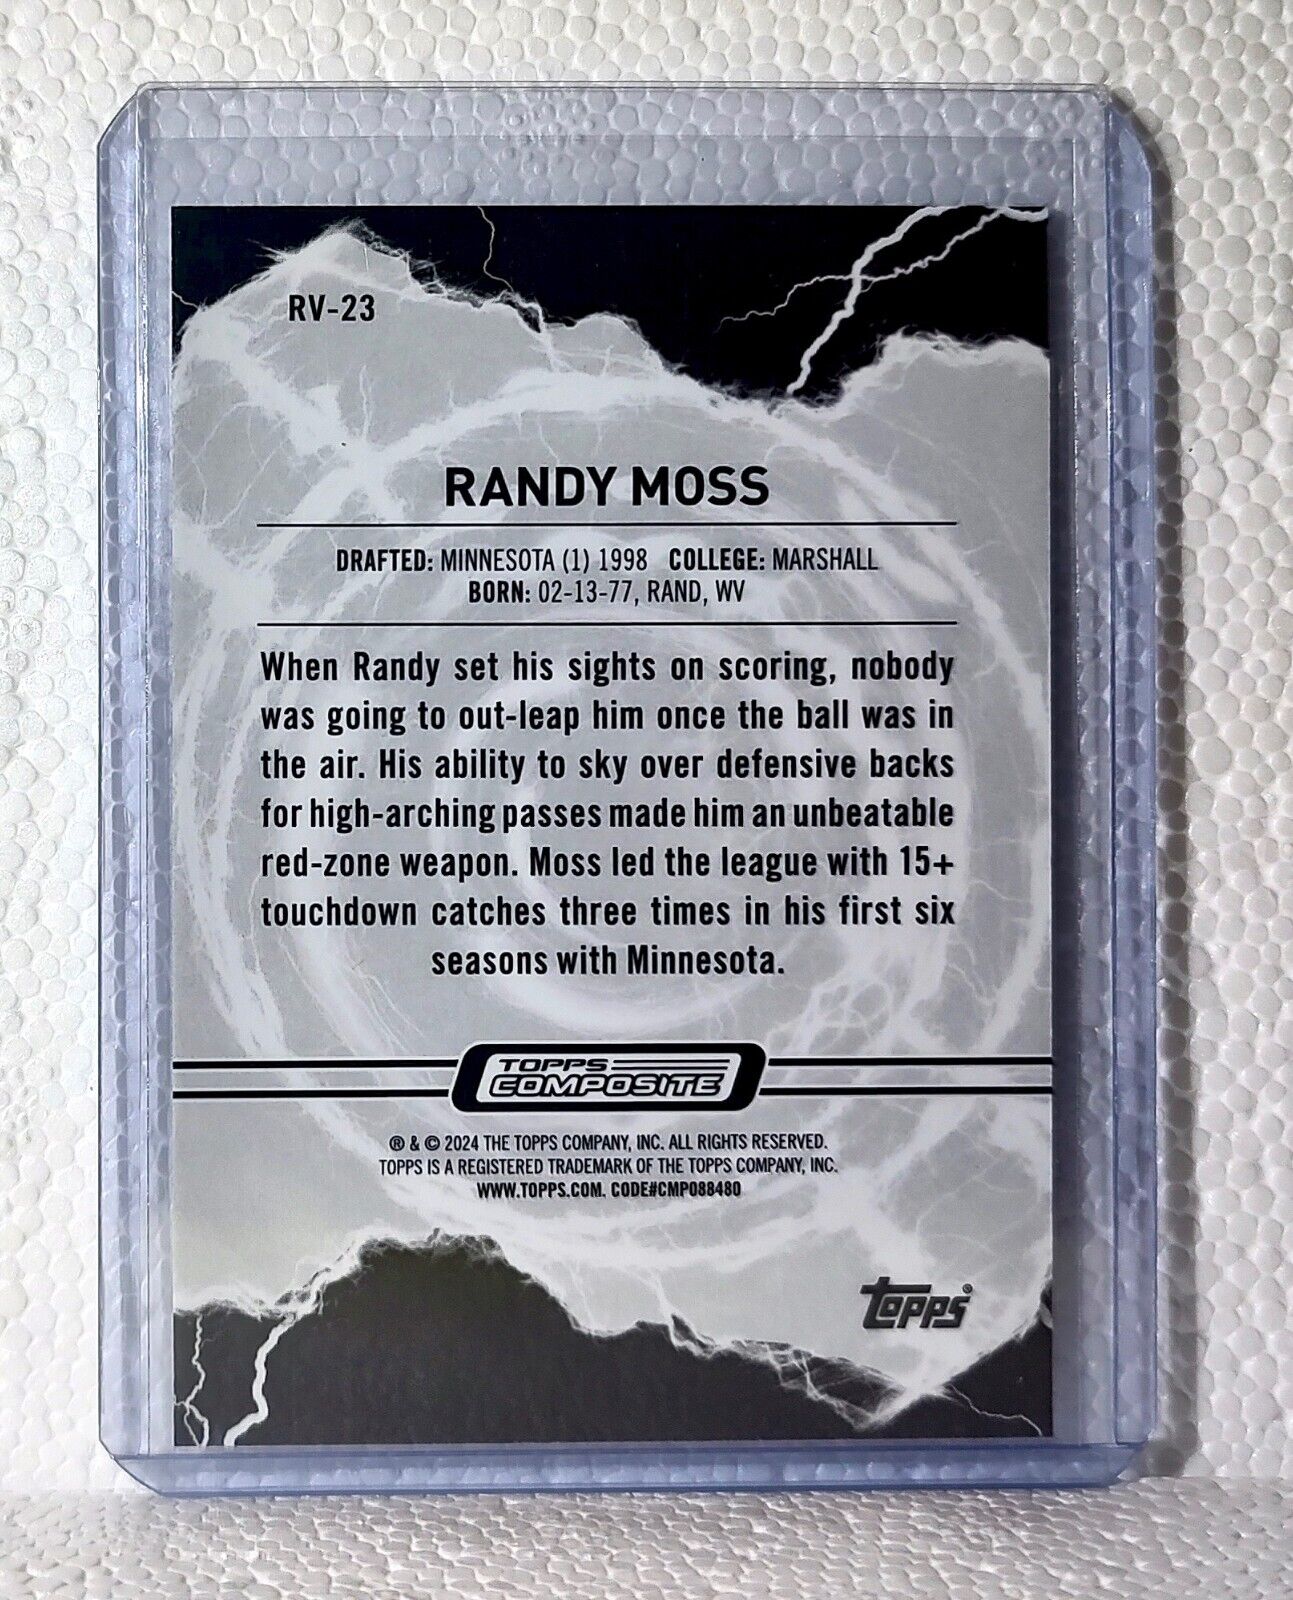 RV-23
RANDY MOSS
DRAFTED: MINNESOTA (1) 1998 COLLEGE: MARSHALL
BORN: 02-13-77, RAND, WV
When Randy set his sights on scoring, nobody
was going to out-leap him once the ball was in
the air. His ability to sky over defensive backs
for high-arching passes made him an unbeatable
red-zone weapon. Moss led the league with 15+
touchdown catches three times in his first six
seasons with Minnesota.
TOPPS
COMPOSITE
® & © 2024 THE TOPPS COMPANY, INC. ALL RIGHTS RESERVED.
TOPPS IS A REGISTERED TRADEMARK OF THE TOPPS COMPANY, INC.
WWW.TOPPS.COM. CODE#CMP088480
Topps®